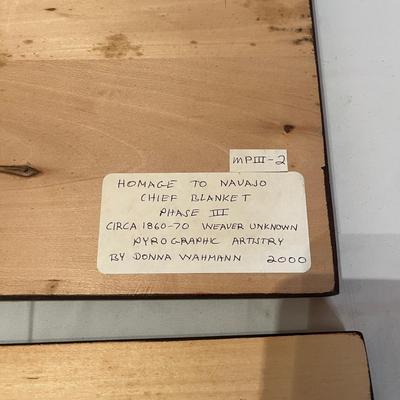 MPIII-2
HOMAGE TO NAVAJO
CHIEF BLANKET
PHASE III
CIRCA 1860-70 WEAVER UNKNOWN
PYROGRAPHIC ARTISTRY
BY DONNA WAHMANN 2000